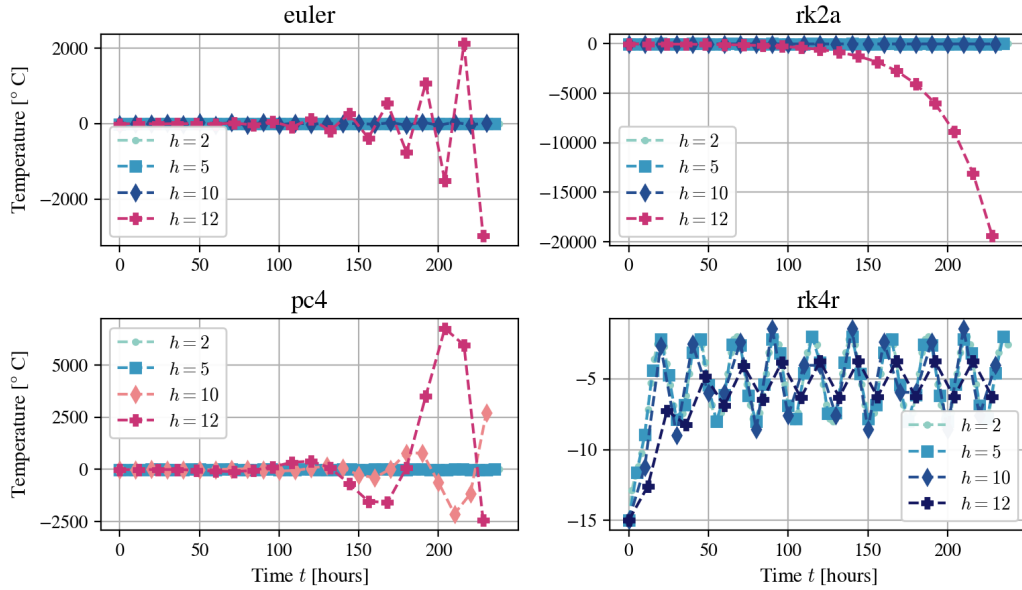 euler
Temperature [° C]
2000
0
−2000
h = 2
h = 5
h = 10
h = 12
0 50 100 150 200
rk2a
0
−5000
−10000
−15000
−20000
h = 2
h = 5
h = 10
h = 12
0 50 100 150 200
pc4
Temperature [° C]
5000
2500
0
−2500
h = 2
h = 5
h = 10
h = 12
0 50 100 150 200
Time t [hours]
rk4r
−5
−10
−15
h = 2
h = 5
h = 10
h = 12
0 50 100 150 200
Time t [hours]